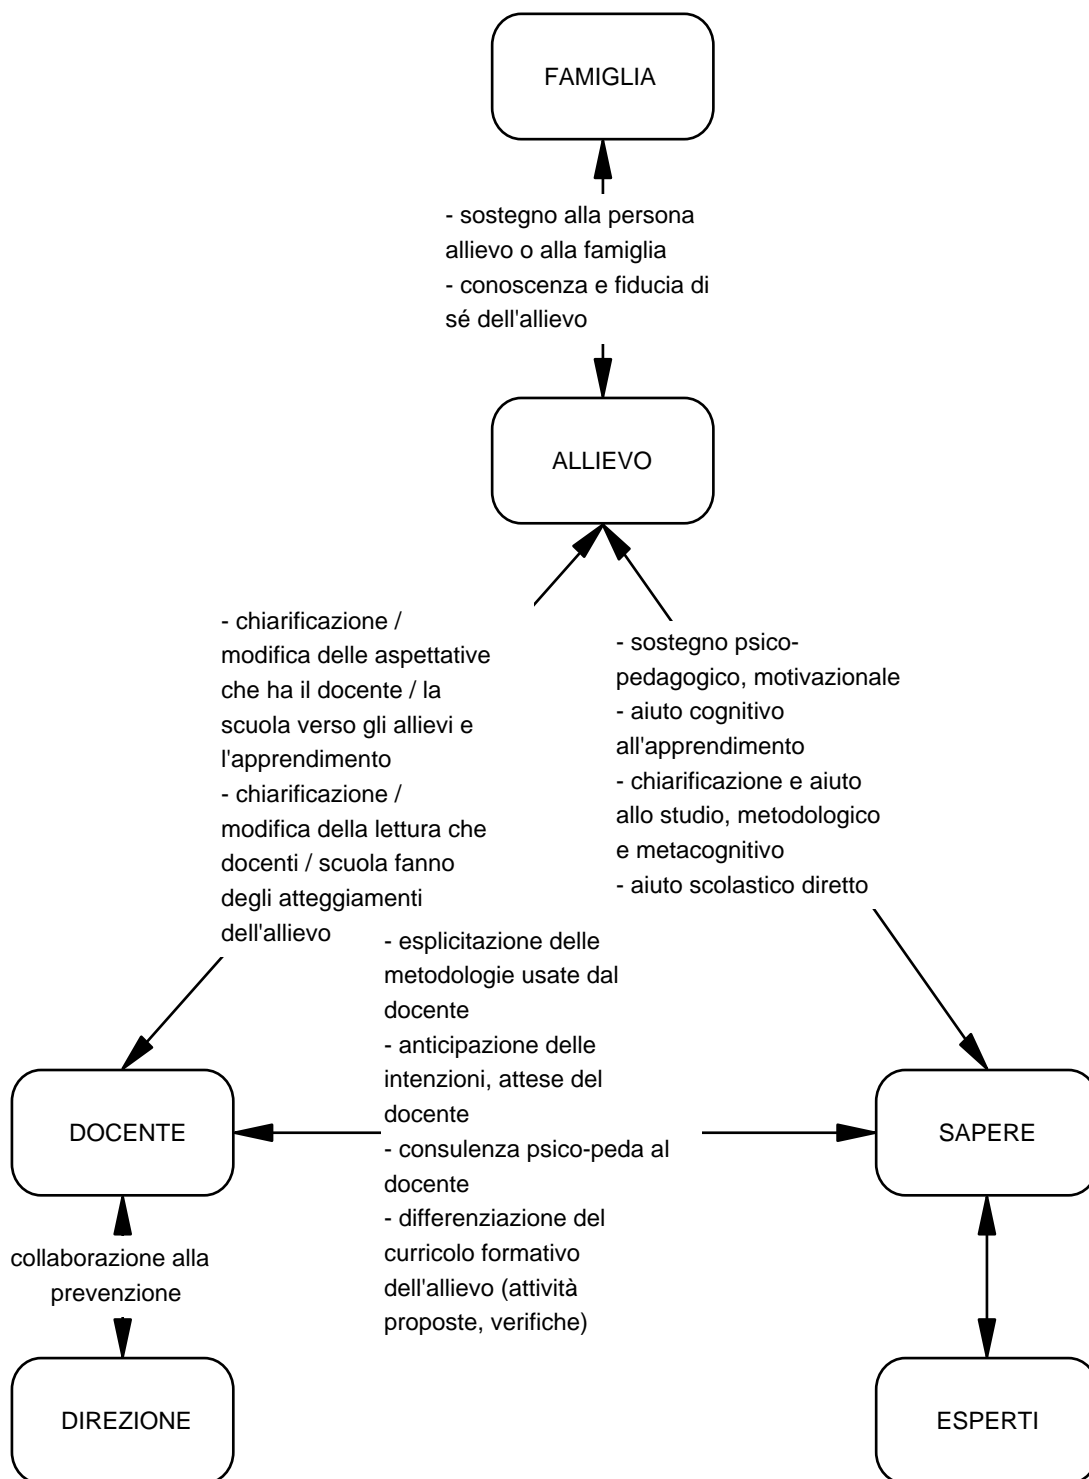 FAMIGLIA
- sostegno alla persona
allievo o alla famiglia
- conoscenza e fiducia di
sé dell'allievo
ALLIEVO
- chiarificazione /
modifica delle aspettative
che ha il docente / la
scuola verso gli allievi e
l'apprendimento
- chiarificazione /
modifica della lettura che
docenti / scuola fanno
degli atteggiamenti
dell'allievo
- sostegno psico-
pedagogico, motivazionale
- aiuto cognitivo
all'apprendimento
- chiarificazione e aiuto
allo studio, metodologico
e metacognitivo
- aiuto scolastico diretto
- esplicitazione delle
metodologie usate dal
docente
- anticipazione delle
intenzioni, attese del
docente
- consulenza psico-peda al
docente
- differenziazione del
curricolo formativo
dell'allievo (attività
proposte, verifiche)
DOCENTE
SAPERE
collaborazione alla
prevenzione
DIREZIONE
ESPERTI